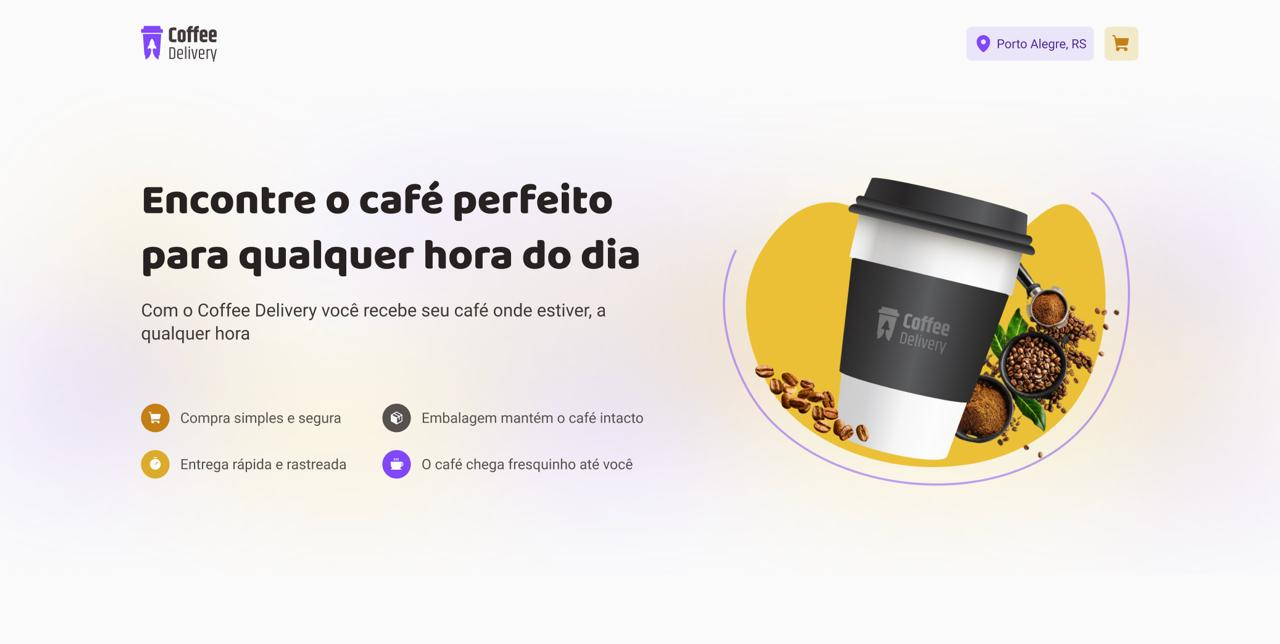 Coffee
Delivery
Porto Alegre, RS
Encontre o café perfeito
para qualquer hora do dia
Com o Coffee Delivery você recebe seu café onde estiver, a
qualquer hora
Coffee
Delivery
Compra simples e segura
Embalagem mantém o café intacto
Entrega rápida e rastreada
O café chega fresquinho até você